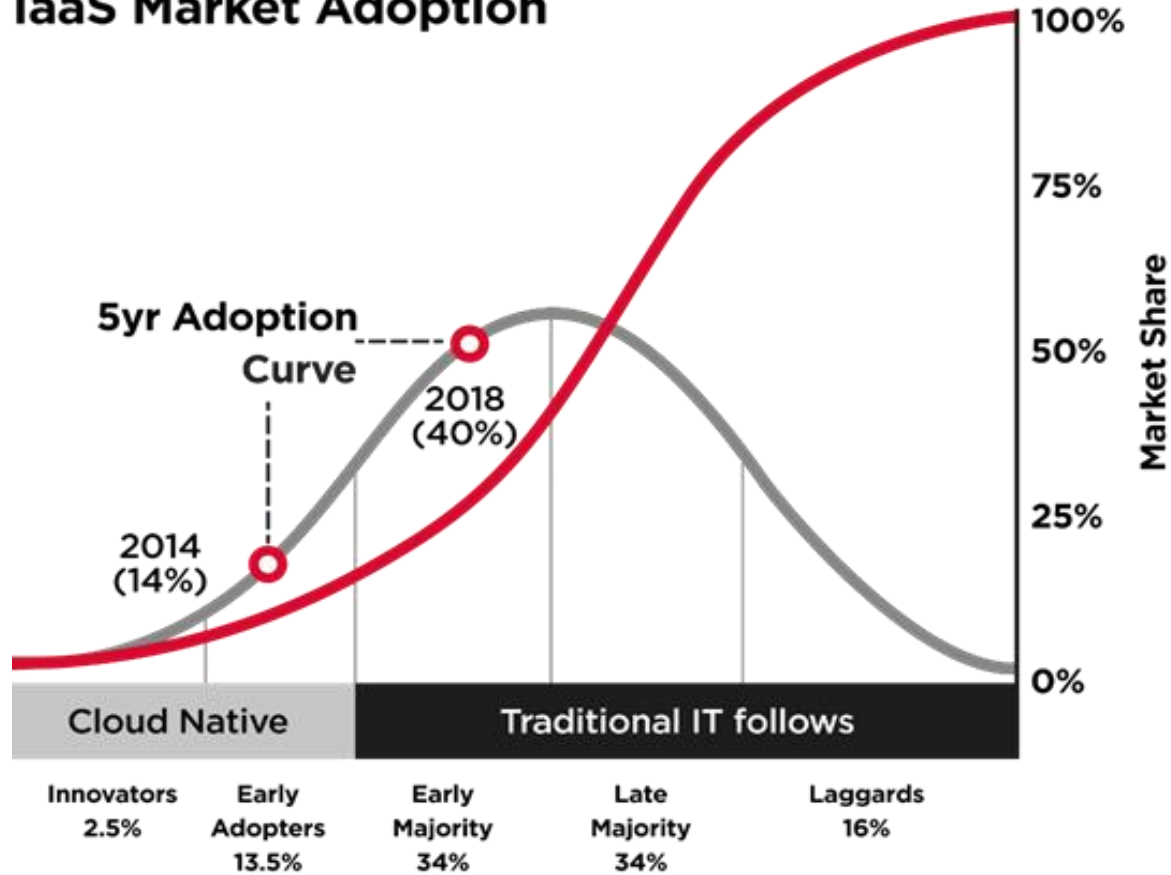 IaaS Market Adoption
100%
75%
50%
25%
0%
Market Share
5yr Adoption
Curve
2018
(40%)
2014
(14%)
Cloud Native
Traditional IT follows
Innovators
2.5%
Early
Adopters
13.5%
Early
Majority
34%
Late
Majority
34%
Laggards
16%